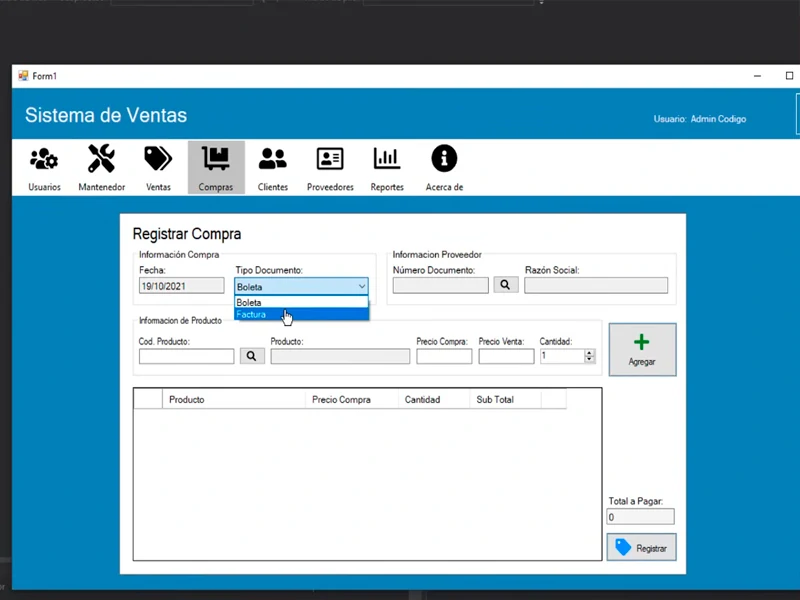 Form1
Sistema de Ventas
Usuario: Admin Codigo
Usuarios Mantenedor Ventas Compras Clientes Proveedores Reportes Acerca de
Registrar Compra
Información Compra
Informacion Proveedor
Fecha: Tipo Documento:
Número Documento: Razón Social:
19/10/2021 Boleta
Boleta
Factura
Informacion de Producto
Cod. Producto: Producto: Precio Compra: Precio Venta: Cantidad:
1
Agregar
Producto Precio Compra Cantidad Sub Total
Total a Pagar:
0
Registrar